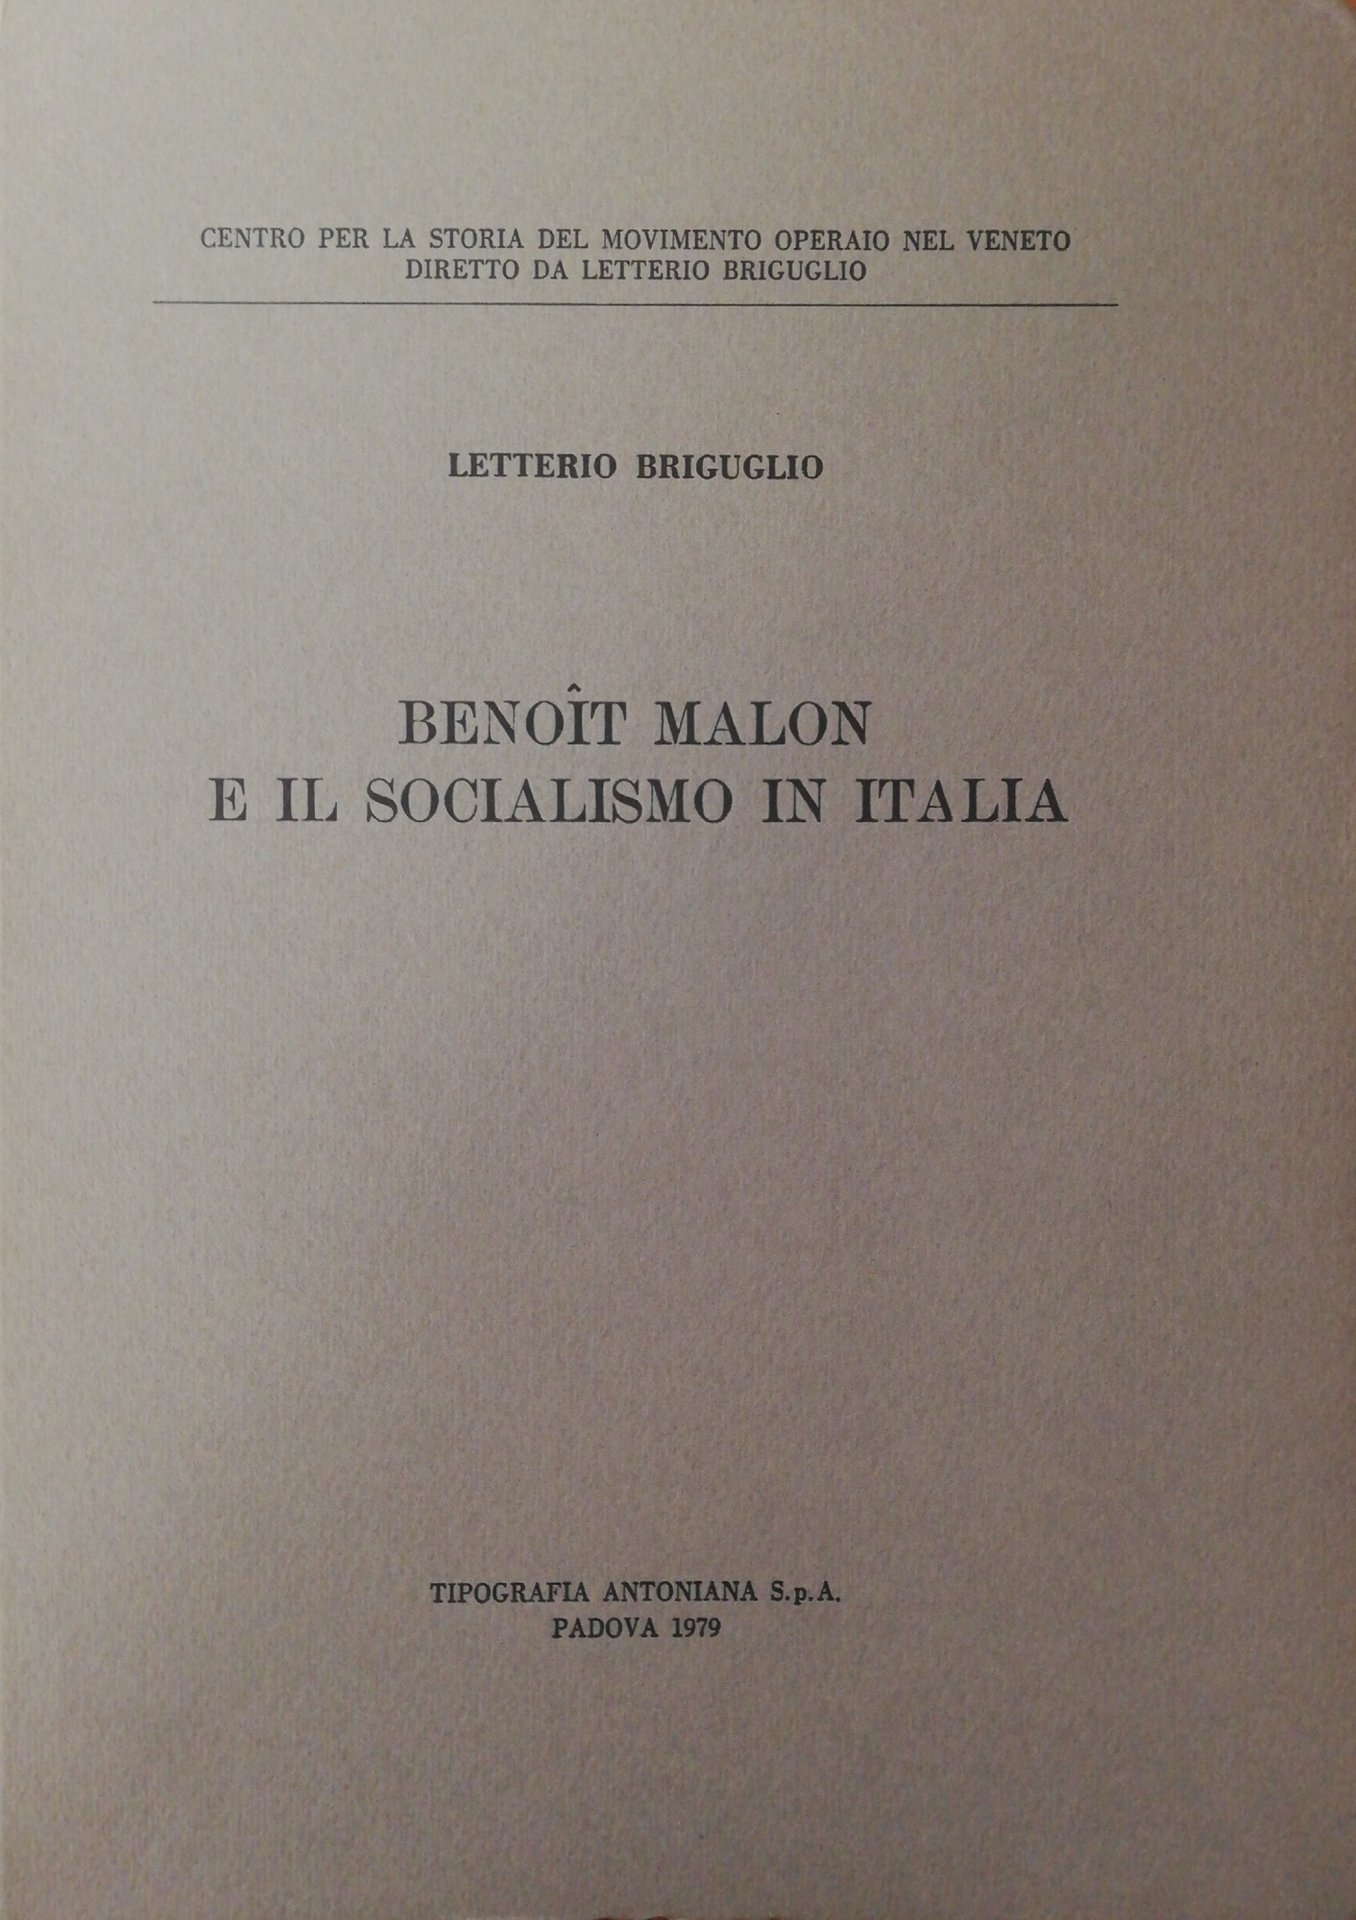 CENTRO PER LA STORIA DEL MOVIMENTO OPERAIO NEL VENETO
DIRETTO DA LETTERIO BRIGUGLIO
LETTERIO BRIGUGLIO
BENOÎT MALON
E IL SOCIALISMO IN ITALIA
TIPOGRAFIA ANTONIANA S.p.A.
PADOVA 1979